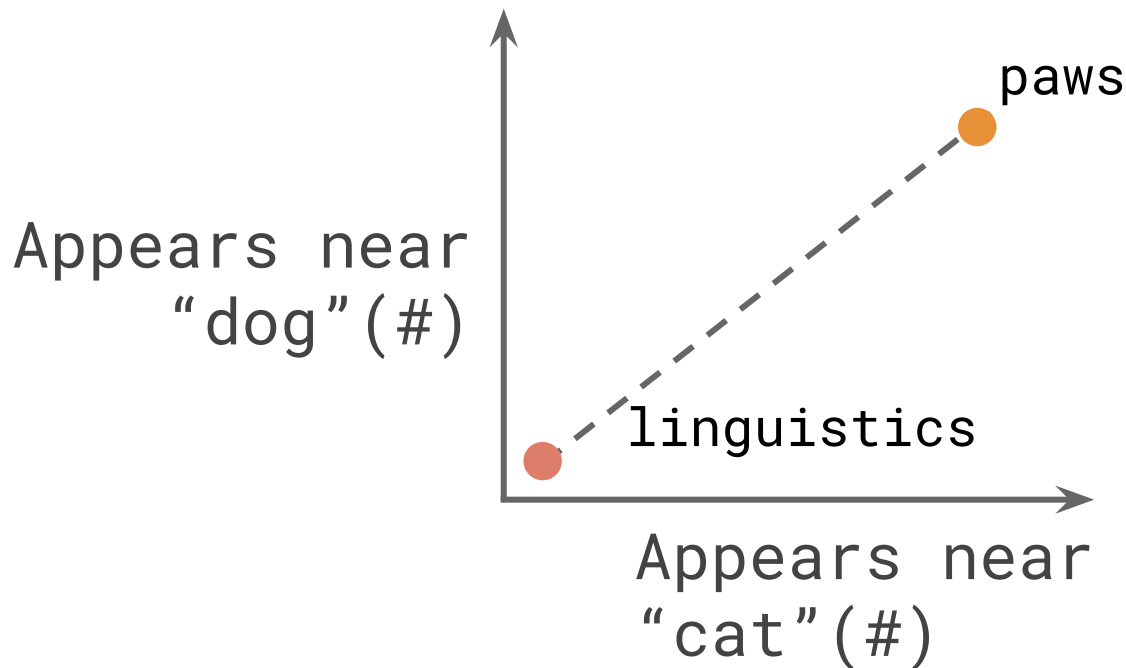 paws
Appears near
“dog”(#)
linguistics
Appears near
“cat”(#)